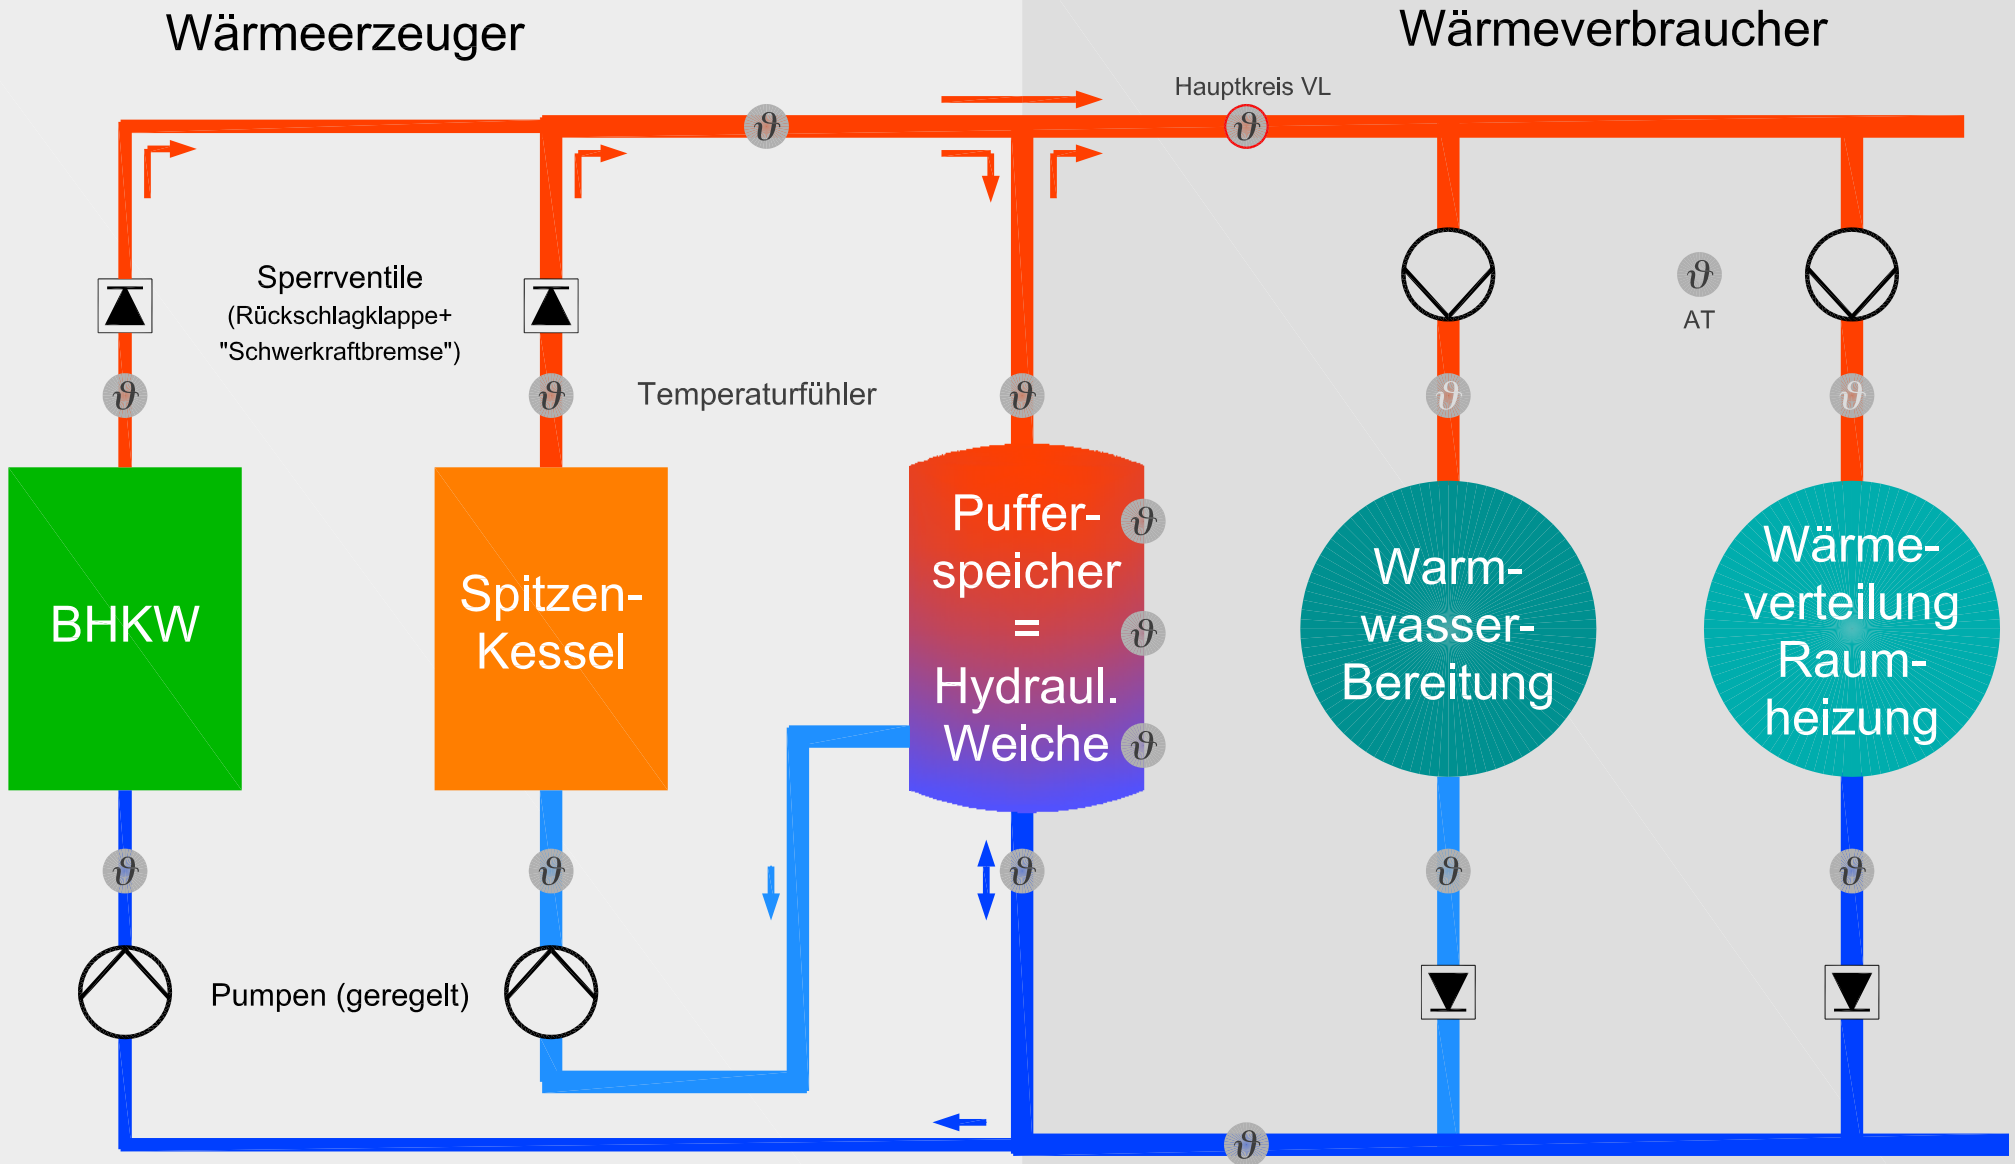 Wärmeerzeuger
Wärmeverbraucher
Hauptkreis VL
ϑ
ϑ
Sperrventile
(Rückschlagklappe+
"Schwerkraftbremse")
ϑ
AT
ϑ
ϑ
Temperaturfühler
ϑ
ϑ
ϑ
BHKW
Spitzen-
Kessel
Puffer-
speicher
=
Hydraul.
Weiche
ϑ
ϑ
ϑ
Warm-
wasser-
Bereitung
Wärme-
verteilung
Raum-
heizung
ϑ
ϑ
ϑ
ϑ
ϑ
Pumpen (geregelt)
ϑ